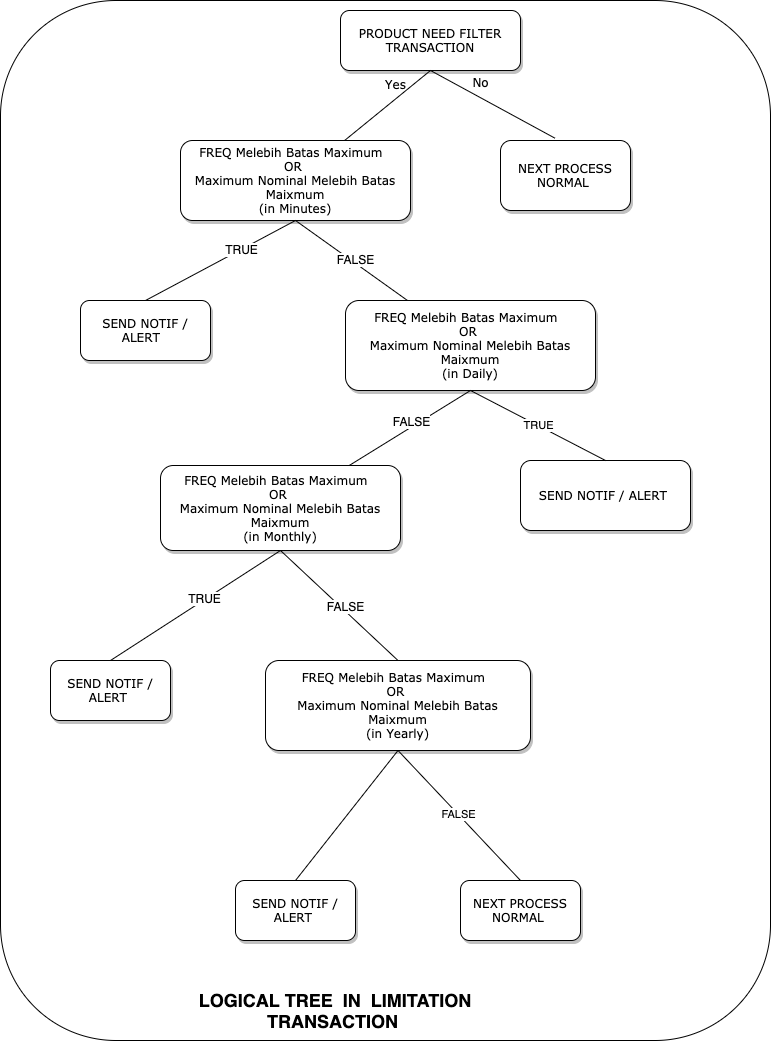 PRODUCT NEED FILTER
TRANSACTION
Yes
No
FREQ Melebih Batas Maximum
OR
Maximum Nominal Melebih Batas
Maixmum
(in Minutes)
NEXT PROCESS
NORMAL
TRUE
FALSE
SEND NOTIF /
ALERT
FREQ Melebih Batas Maximum
OR
Maximum Nominal Melebih Batas
Maixmum
(in Daily)
FALSE
TRUE
FREQ Melebih Batas Maximum
OR
Maximum Nominal Melebih Batas
Maixmum
(in Monthly)
SEND NOTIF / ALERT
TRUE
FALSE
SEND NOTIF /
ALERT
FREQ Melebih Batas Maximum
OR
Maximum Nominal Melebih Batas
Maixmum
(in Yearly)
FALSE
SEND NOTIF /
ALERT
NEXT PROCESS
NORMAL
LOGICAL TREE IN LIMITATION
TRANSACTION